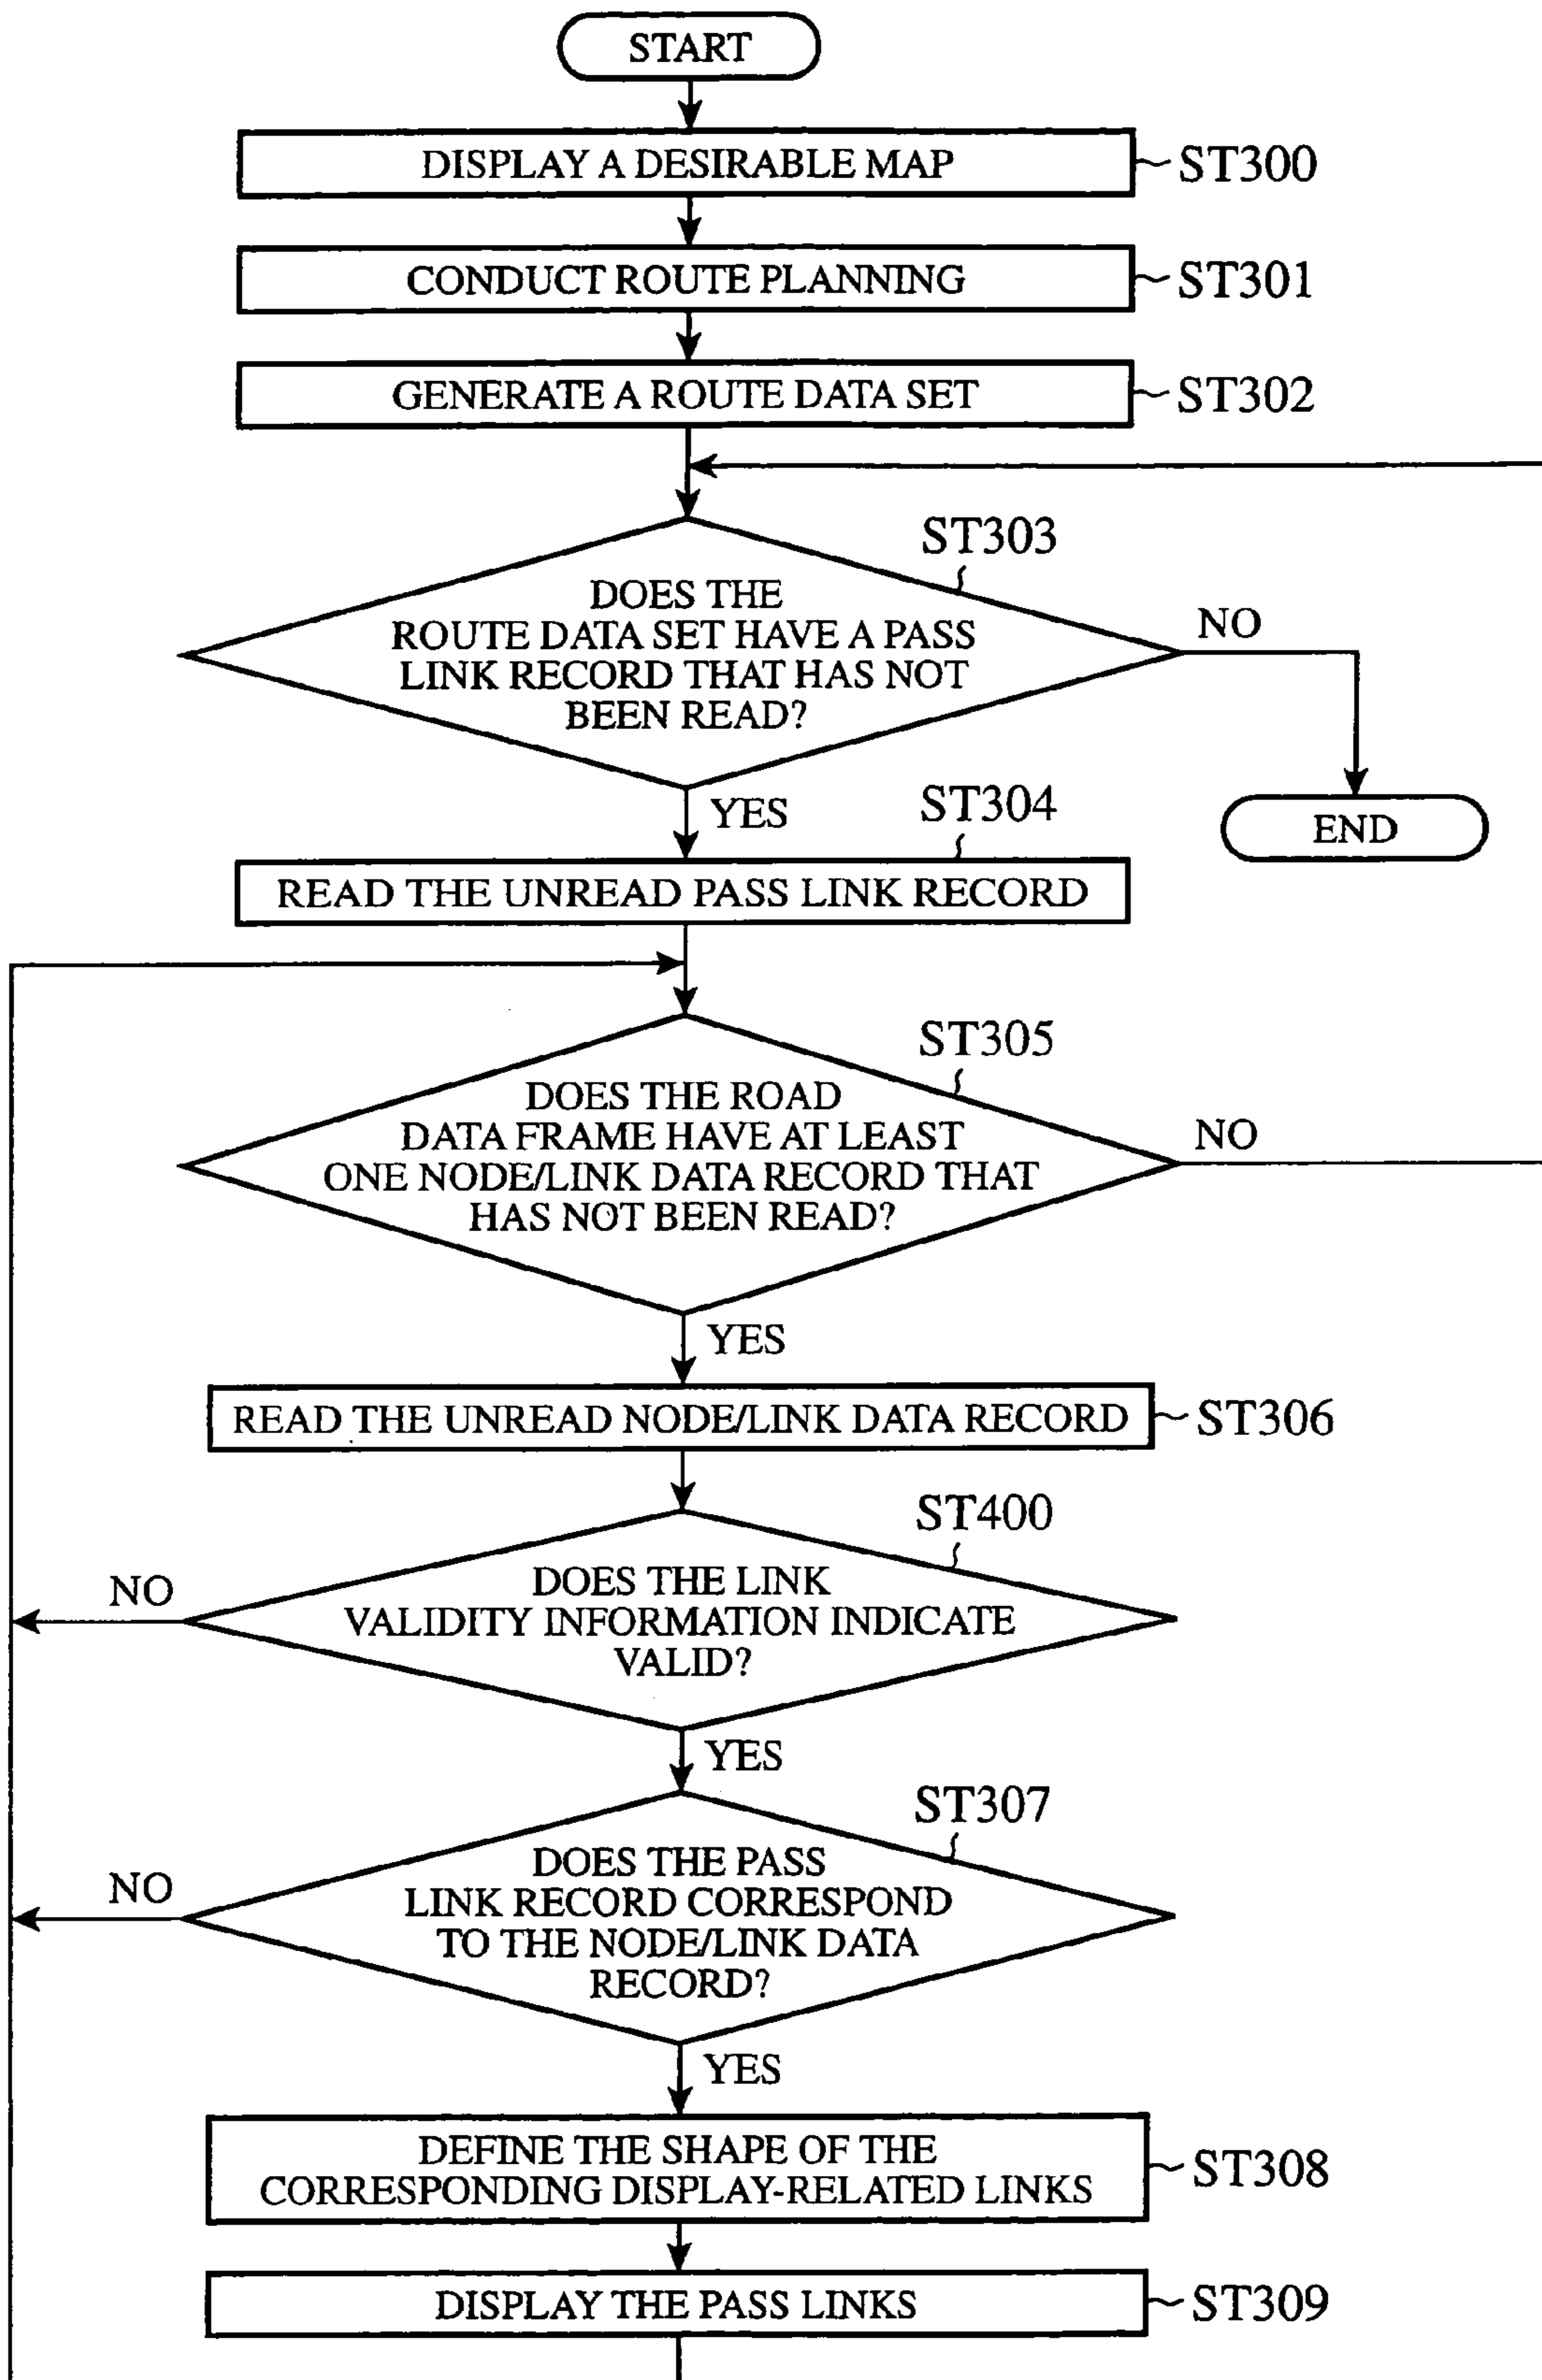 START
DISPLAY A DESIRABLE MAP
ST300
CONDUCT ROUTE PLANNING
ST301
GENERATE A ROUTE DATA SET
ST302
ST303
DOES THE
ROUTE DATA SET HAVE A PASS
LINK RECORD THAT HAS NOT
BEEN READ?
NO
YES
END
ST304
READ THE UNREAD PASS LINK RECORD
ST305
DOES THE ROAD
DATA FRAME HAVE AT LEAST
ONE NODE/LINK DATA RECORD THAT
HAS NOT BEEN READ?
NO
YES
READ THE UNREAD NODE/LINK DATA RECORD
ST306
ST400
DOES THE LINK
VALIDITY INFORMATION INDICATE
VALID?
NO
YES
ST307
DOES THE PASS
LINK RECORD CORRESPOND
TO THE NODE/LINK DATA
RECORD?
NO
YES
DEFINE THE SHAPE OF THE
CORRESPONDING DISPLAY-RELATED LINKS
ST308
DISPLAY THE PASS LINKS
ST309